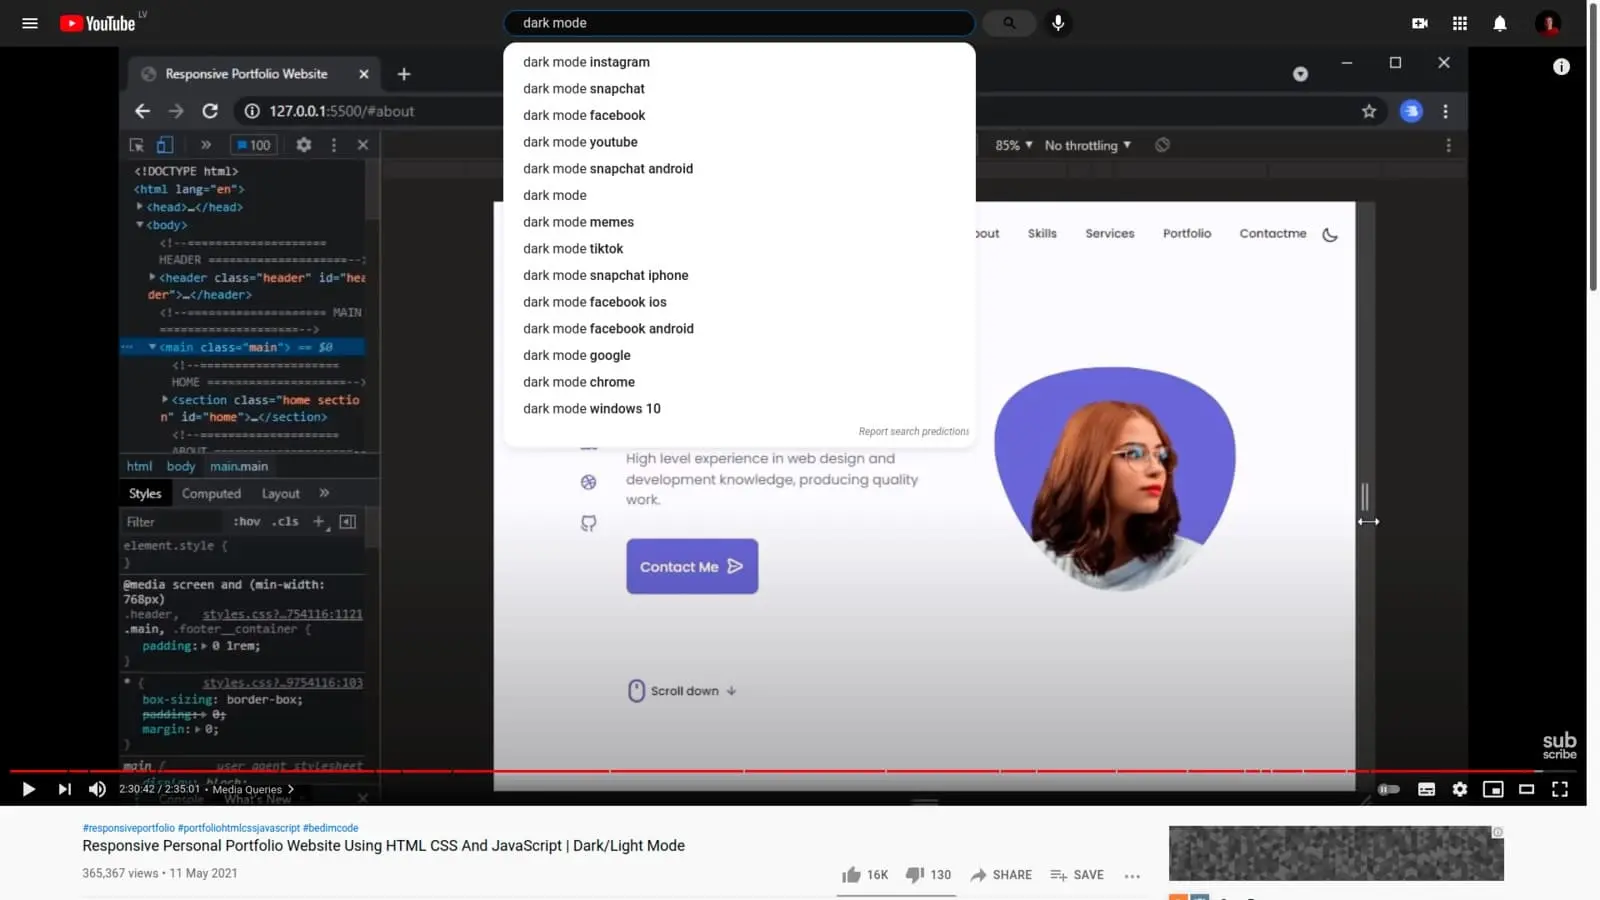 YouTube LV
dark mode
dark mode instagram
dark mode snapchat
dark mode facebook
dark mode youtube
dark mode snapchat android
dark mode
dark mode memes
dark mode tiktok
dark mode snapchat iphone
dark mode facebook ios
dark mode facebook android
dark mode google
dark mode chrome
dark mode windows 10
Report search predictions
Responsive Portfolio Website
127.0.0.1:5500/#about
100
85% No throttling
<!DOCTYPE html>
<html lang="en">
<head>…</head>
<body>
<!--====================
HEADER ====================-->
<header class="header" id="hea
der">…</header>
<!--==================== MAIN
====================-->
<main class="main"> == $0
<!--====================
HOME ====================-->
<section class="home sectio
n" id="home">…</section>
<!--====================
ABOUT ====================
html body main.main
Styles Computed Layout
Filter :hov .cls
element.style {
}
@media screen and (min-width:
768px)
.header, styles.css?…754116:1121
.main, .footer__container {
padding: 0 1rem;
}
* { styles.css?…9754116:103
box-sizing: border-box;
padding: 0;
margin: 0;
}
main { user agent stylesheet
display: block;
Console What's New
out Skills Services Portfolio Contactme
High level experience in web design and
development knowledge, producing quality
work.
Contact Me
Scroll down
sub
scribe
2:30:42 / 2:35:01 • Media Queries
#responsiveportfolio #portfoliohtmlcssjavascript #bedimcode
Responsive Personal Portfolio Website Using HTML CSS And JavaScript | Dark/Light Mode
365,367 views • 11 May 2021
16K 130 SHARE SAVE